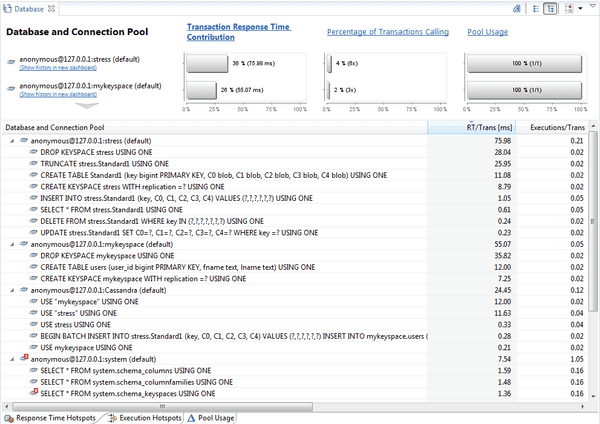 Database
Database and Connection Pool
Transaction Response Time Contribution
Percentage of Transactions Calling
Pool Usage
anonymous@127.0.0.1:stress (default)
(Show history in new dashboard)
36 % (75.98 ms)
4 % (6x)
100 % (1/1)
anonymous@127.0.0.1:mykeyspace (default)
(Show history in new dashboard)
26 % (55.07 ms)
2 % (3x)
100 % (1/1)
0% 20% 40% 60% 80% 100%
0% 20% 40% 60% 80% 100%
0% 20% 40% 60% 80% 100%
Database and Connection Pool RT/Trans [ms] Executions/Trans
anonymous@127.0.0.1:stress (default) 75.98 0.21
DROP KEYSPACE stress USING ONE 28.04 0.02
TRUNCATE stress.Standard1 USING ONE 25.95 0.02
CREATE TABLE Standard1 (key bigint PRIMARY KEY, C0 blob, C1 blob, C2 blob, C3 blob, C4 blob) USING ONE 11.08 0.02
CREATE KEYSPACE stress WITH replication =? USING ONE 8.79 0.02
INSERT INTO stress.Standard1 (key, C0, C1, C2, C3, C4) VALUES (?,?,?,?,?,?) USING ONE 1.05 0.05
SELECT * FROM stress.Standard1 USING ONE 0.61 0.05
DELETE FROM stress.Standard1 WHERE key IN (?,?,?,?,?,?,?) USING ONE 0.24 0.02
UPDATE stress.Standard1 SET C0=?, C1=?, C2=?, C3=?, C4=? WHERE key =? USING ONE 0.23 0.02
anonymous@127.0.0.1:mykeyspace (default) 55.07 0.05
DROP KEYSPACE mykeyspace USING ONE 35.82 0.02
CREATE TABLE users (user_id bigint PRIMARY KEY, fname text, lname text) USING ONE 12.00 0.02
CREATE KEYSPACE mykeyspace WITH replication =? USING ONE 7.25 0.02
anonymous@127.0.0.1:Cassandra (default) 24.45 0.12
USE "mykeyspace" USING ONE 12.00 0.02
USE "stress" USING ONE 11.63 0.04
USE stress USING ONE 0.33 0.04
BEGIN BATCH INSERT INTO stress.Standard1 (key, C0, C1, C2, C3, C4) VALUES (?,?,?,?,?,?) INSERT INTO mykeyspace.users ( 0.28 0.02
USE mykeyspace USING ONE 0.21 0.02
anonymous@127.0.0.1:system (default) 7.54 1.05
SELECT * FROM system.schema_columns USING ONE 1.59 0.16
SELECT * FROM system.schema_columnfamilies USING ONE 1.48 0.16
SELECT * FROM system.schema_keyspaces USING ONE 1.36 0.16
Response Time Hotspots Execution Hotspots Pool Usage